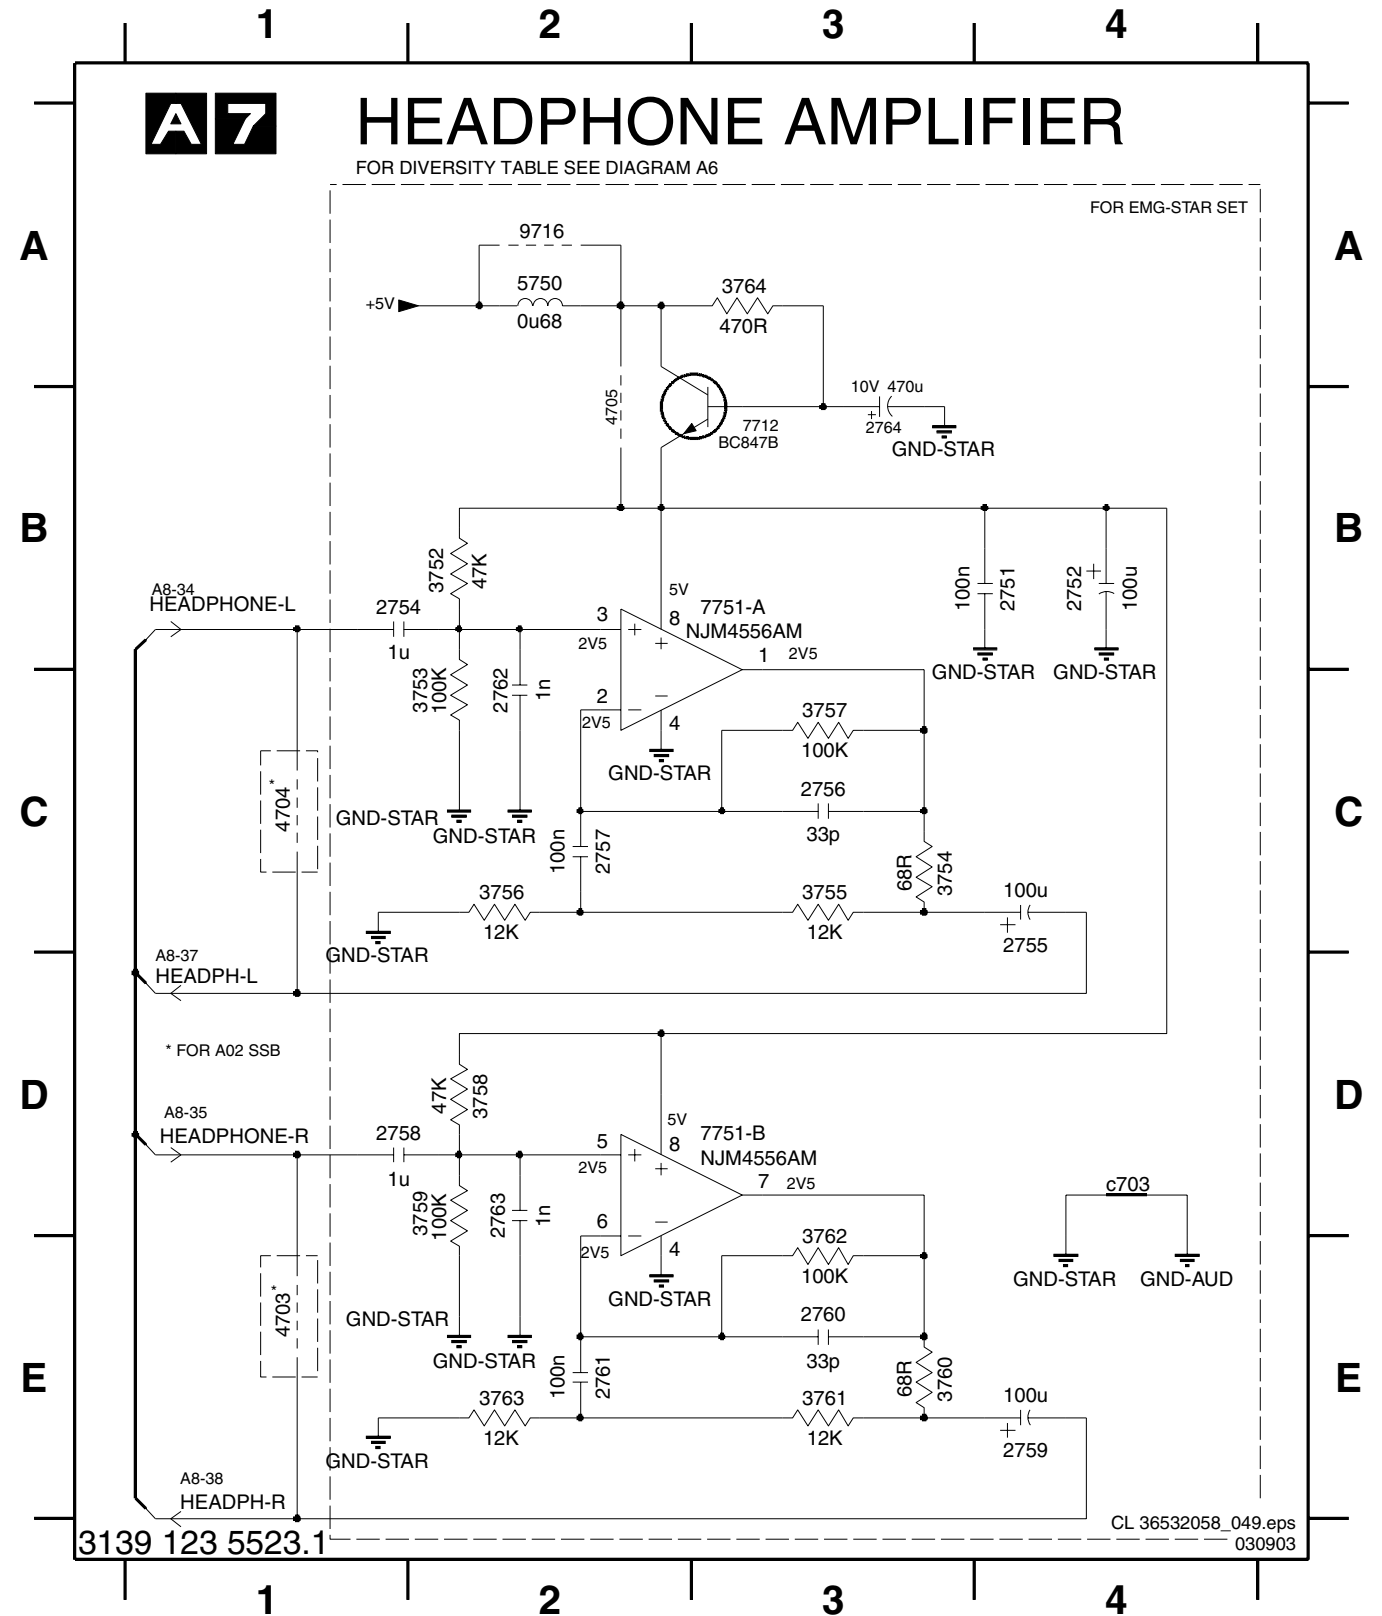 1 2 3 4
A7 HEADPHONE AMPLIFIER
FOR DIVERSITY TABLE SEE DIAGRAM A6
FOR EMG-STAR SET
A A
9716
5750
+5V
0u68
3764
470R
4705
10V 470u
+
2764
7712
BC847B
GND-STAR
B B
3752
47K
5V
100n
2751
2752
+
100u
A8-34
HEADPHONE-L
2754
1u
3
2V5
+
8
+
7751-A
NJM4556AM
1 2V5
GND-STAR
GND-STAR
3753
100K
2762
1n
2
2V5
−
−
4
GND-STAR
3757
100K
2756
33p
C C
4704 *
GND-STAR
GND-STAR
100n
2757
68R
3754
3756
12K
3755
12K
100u
+
2755
GND-STAR
A8-37
HEADPH-L
* FOR A02 SSB
D D
47K
3758
A8-35
HEADPHONE-R
2758
1u
5V
5
2V5
+
8
+
7751-B
NJM4556AM
7 2V5
c703
3759
100K
2763
1n
6
2V5
−
−
4
GND-STAR
3762
100K
GND-STAR
GND-AUD
2760
33p
4703 *
GND-STAR
GND-STAR
E E
100n
2761
68R
3760
3763
12K
3761
12K
100u
+
2759
GND-STAR
A8-38
HEADPH-R
CL 36532058_049.eps
3139 123 5523.1
030903
1 2 3 4